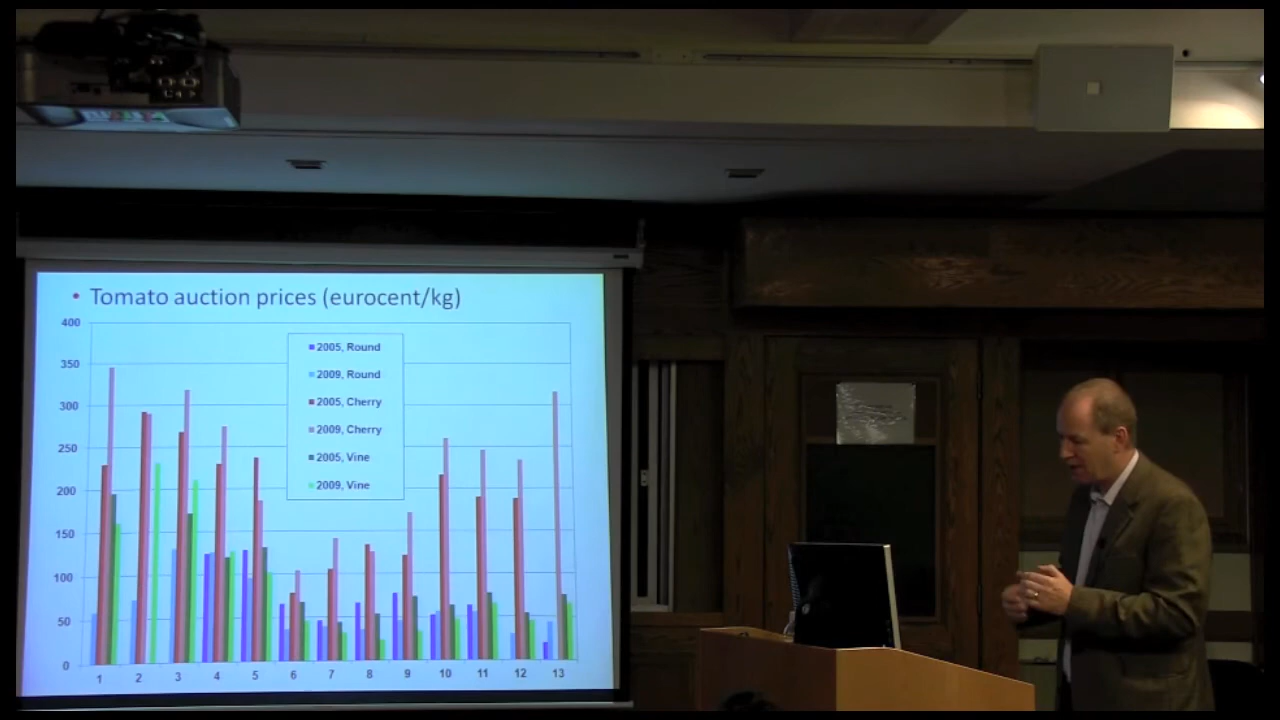 • Tomato auction prices (eurocent/kg)
400
350
300
250
200
150
100
50
0
2005, Round
2009, Round
2005, Cherry
2009, Cherry
2005, Vine
2009, Vine
1 2 3 4 5 6 7 8 9 10 11 12 13